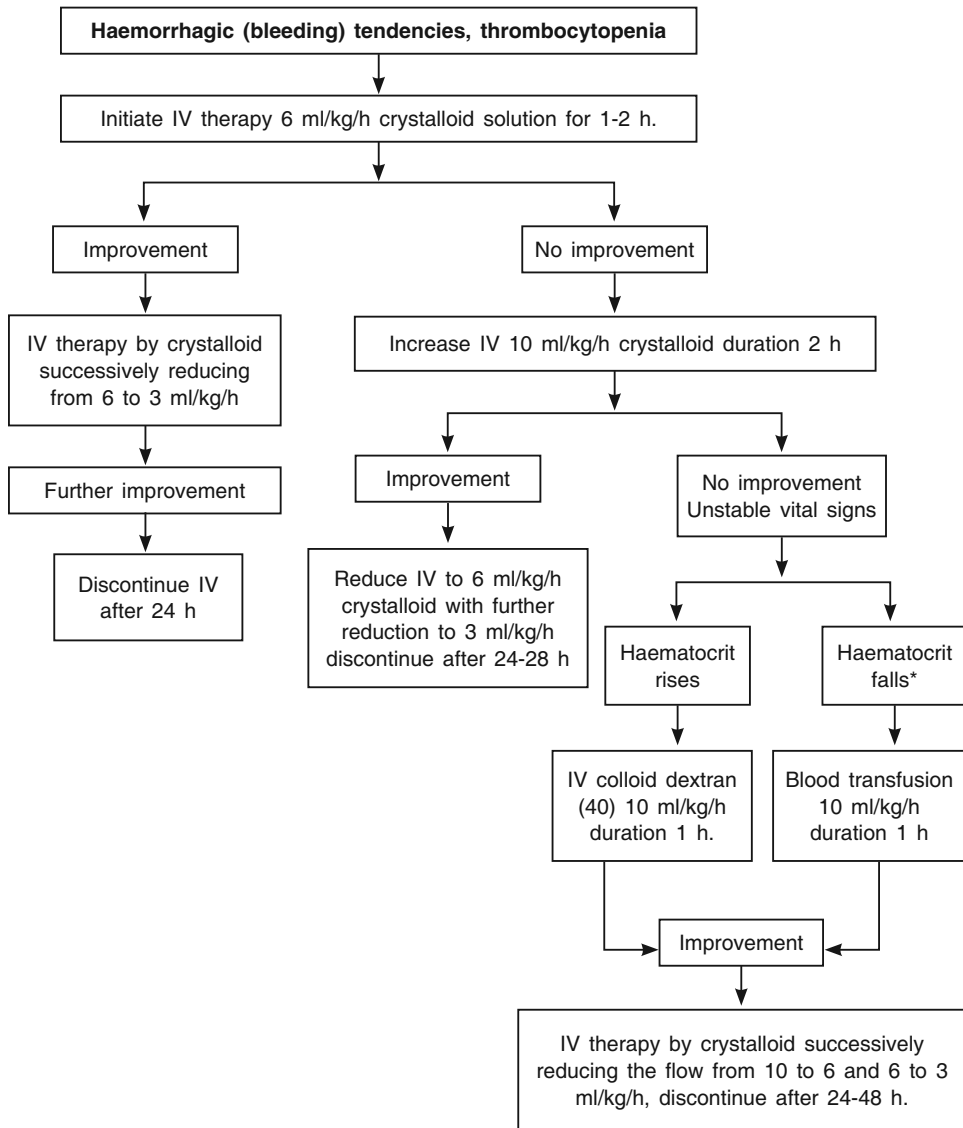 Haemorrhagic (bleeding) tendencies, thrombocytopenia
Initiate IV therapy 6 ml/kg/h crystalloid solution for 1-2 h.
Improvement
No improvement
IV therapy by crystalloid
successively reducing
from 6 to 3 ml/kg/h
Increase IV 10 ml/kg/h crystalloid duration 2 h
Further improvement
Improvement
No improvement
Unstable vital signs
Discontinue IV
after 24 h
Reduce IV to 6 ml/kg/h
crystalloid with further
reduction to 3 ml/kg/h
discontinue after 24-28 h
Haematocrit
rises
Haematocrit
falls*
IV colloid dextran
(40) 10 ml/kg/h
duration 1 h.
Blood transfusion
10 ml/kg/h
duration 1 h
Improvement
IV therapy by crystalloid successively
reducing the flow from 10 to 6 and 6 to 3
ml/kg/h, discontinue after 24-48 h.